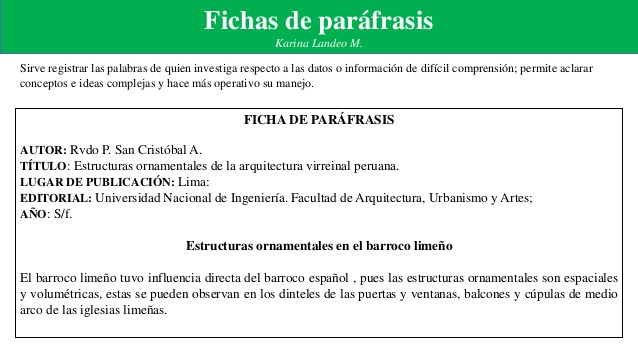 Fichas de paráfrasis
Karina Landeo M.
Sirve registrar las palabras de quien investiga respecto a las datos o información de difícil comprensión; permite aclarar
conceptos e ideas complejas y hace más operativo su manejo.
FICHA DE PARÁFRASIS
AUTOR: Rvdo P. San Cristóbal A.
TÍTULO: Estructuras ornamentales de la arquitectura virreinal peruana.
LUGAR DE PUBLICACIÓN: Lima:
EDITORIAL: Universidad Nacional de Ingeniería. Facultad de Arquitectura, Urbanismo y Artes;
AÑO: S/f.
Estructuras ornamentales en el barroco limeño
El barroco limeño tuvo influencia directa del barroco español , pues las estructuras ornamentales son espaciales
y volumétricas, estas se pueden observan en los dinteles de las puertas y ventanas, balcones y cúpulas de medio
arco de las iglesias limeñas.